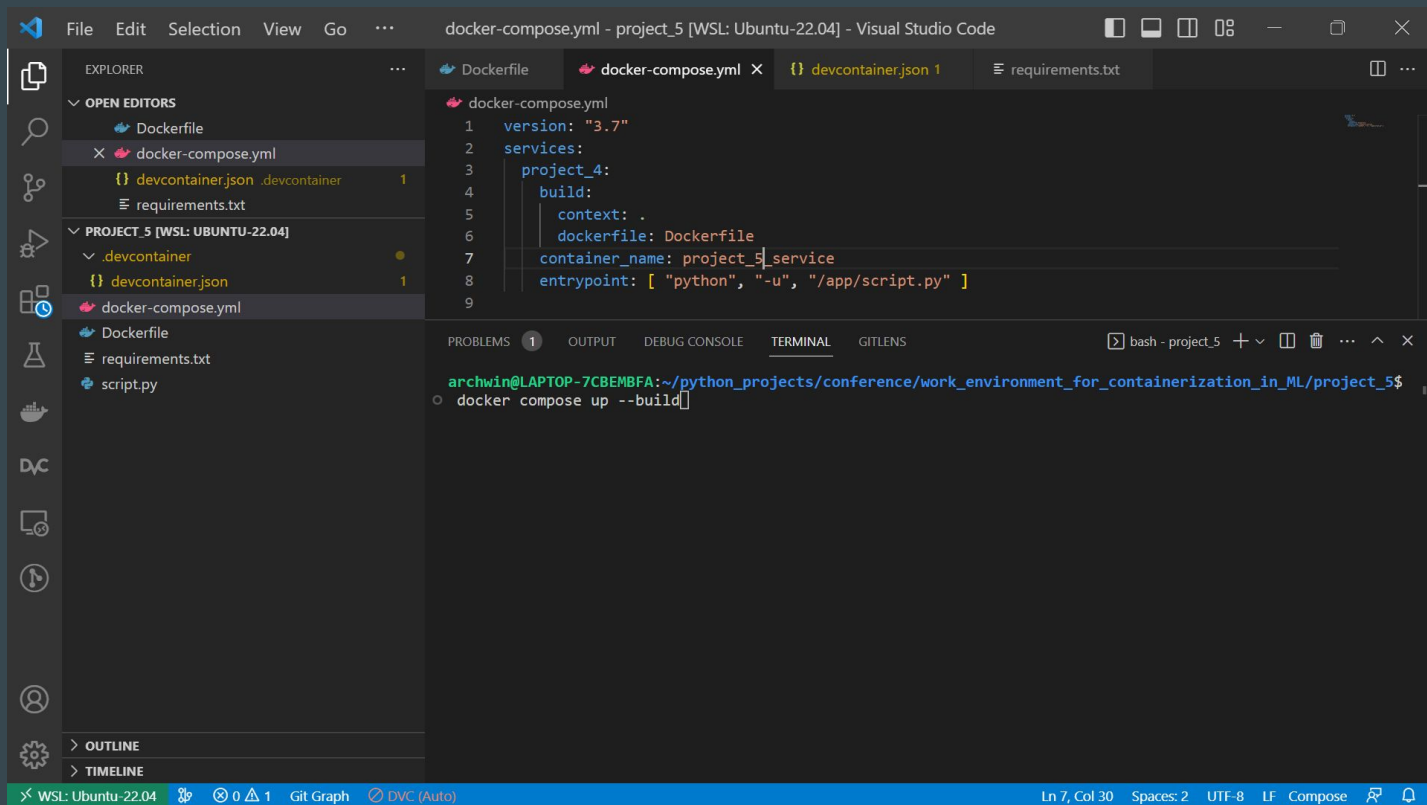 File Edit Selection View Go ··· docker-compose.yml - project_5 [WSL: Ubuntu-22.04] - Visual Studio Code
EXPLORER ···
OPEN EDITORS
Dockerfile
docker-compose.yml
{} devcontainer.json .devcontainer 1
requirements.txt
PROJECT_5 [WSL: UBUNTU-22.04]
.devcontainer
{} devcontainer.json 1
docker-compose.yml
Dockerfile
requirements.txt
script.py
DVC
OUTLINE
TIMELINE
Dockerfile docker-compose.yml {} devcontainer.json 1 requirements.txt ···
docker-compose.yml
1 version: "3.7"
2 services:
3 project_4:
4 build:
5 context: .
6 dockerfile: Dockerfile
7 container_name: project_5_service
8 entrypoint: [ "python", "-u", "/app/script.py" ]
9
PROBLEMS 1 OUTPUT DEBUG CONSOLE TERMINAL GITLENS bash - project_5 ···
archwin@LAPTOP-7CBEMBFA:~/python_projects/conference/work_environment_for_containerization_in_ML/project_5$
docker compose up --build
WSL: Ubuntu-22.04 0 1 Git Graph DVC (Auto) Ln 7, Col 30 Spaces: 2 UTF-8 LF Compose